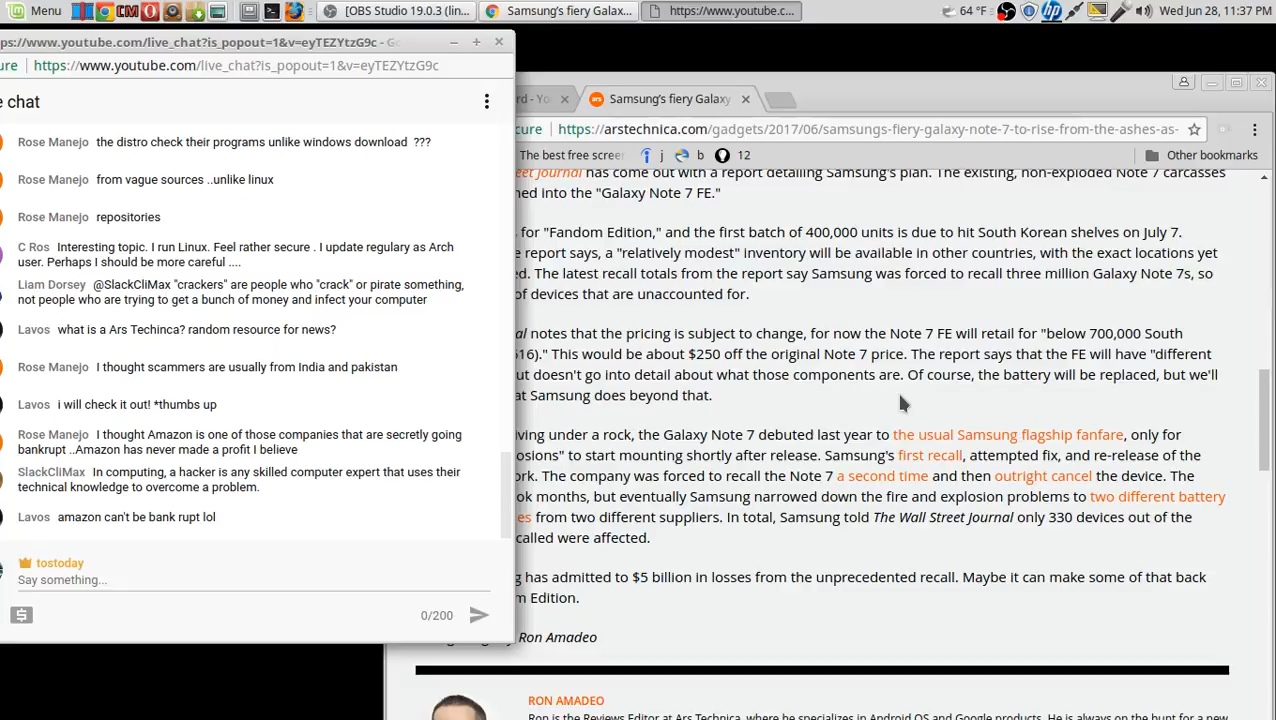 Menu
[OBS Studio 19.0.3 (lin...
Samsung's fiery Galax...
https://www.youtube.c...
64 °F
Wed Jun 28, 11:37 PM
ps://www.youtube.com/live_chat?is_popout=1&v=eyTEZYtzG9c - Go
ure https://www.youtube.com/live_chat?is_popout=1&v=eyTEZYtzG9c
e chat
Rose Manejo the distro check their programs unlike windows download ???
Rose Manejo from vague sources ..unlike linux
Rose Manejo repositories
C Ros Interesting topic. I run Linux. Feel rather secure . I update regulary as Arch
user. Perhaps I should be more careful ....
Liam Dorsey @SlackCliMax "crackers" are people who "crack" or pirate something,
not people who are trying to get a bunch of money and infect your computer
Lavos what is a Ars Techinca? random resource for news?
Rose Manejo I thought scammers are usually from India and pakistan
Lavos i will check it out! *thumbs up
Rose Manejo I thought Amazon is one of those companies that are secretly going
bankrupt ..Amazon has never made a profit I believe
SlackCliMax In computing, a hacker is any skilled computer expert that uses their
technical knowledge to overcome a problem.
Lavos amazon can't be bank rupt lol
tostoday
Say something...
0/200
rd - Yo
Samsung's fiery Galaxy
cure https://arstechnica.com/gadgets/2017/06/samsungs-fiery-galaxy-note-7-to-rise-from-the-ashes-as-
The best free screen
j
b
12
Other bookmarks
eet Journal has come out with a report detailing Samsung's plan. The existing, non-exploded Note 7 carcasses
ned into the "Galaxy Note 7 FE."
for "Fandom Edition," and the first batch of 400,000 units is due to hit South Korean shelves on July 7.
e report says, a "relatively modest" inventory will be available in other countries, with the exact locations yet
d. The latest recall totals from the report say Samsung was forced to recall three million Galaxy Note 7s, so
of devices that are unaccounted for.
al notes that the pricing is subject to change, for now the Note 7 FE will retail for "below 700,000 South
616)." This would be about $250 off the original Note 7 price. The report says that the FE will have "different
ut doesn't go into detail about what those components are. Of course, the battery will be replaced, but we'll
at Samsung does beyond that.
iving under a rock, the Galaxy Note 7 debuted last year to the usual Samsung flagship fanfare, only for
osions" to start mounting shortly after release. Samsung's first recall, attempted fix, and re-release of the
rk. The company was forced to recall the Note 7 a second time and then outright cancel the device. The
ok months, but eventually Samsung narrowed down the fire and explosion problems to two different battery
es from two different suppliers. In total, Samsung told The Wall Street Journal only 330 devices out of the
called were affected.
g has admitted to $5 billion in losses from the unprecedented recall. Maybe it can make some of that back
m Edition.
Ron Amadeo
RON AMADEO
Ron is the Reviews Editor at Ars Technica, where he specializes in Android OS and Google products. He is always on the hunt for a new